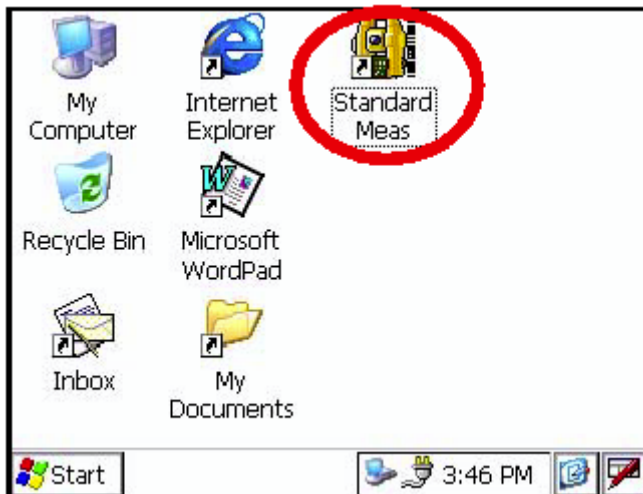 My
Computer
Internet
Explorer
Standard
Meas
Recycle Bin
Microsoft
WordPad
Inbox
My
Documents
Start
3:46 PM